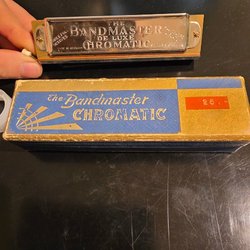 THE
BANDMASTER
DE LUXE
CHROMATIC
The Bandmaster
CHROMATIC